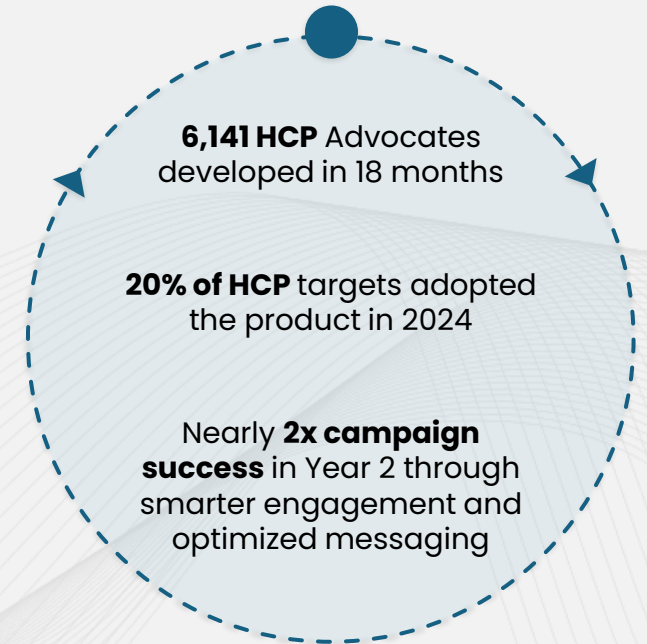 6,141 HCP Advocates
developed in 18 months
20% of HCP targets adopted
the product in 2024
Nearly 2x campaign
success in Year 2 through
smarter engagement and
optimized messaging